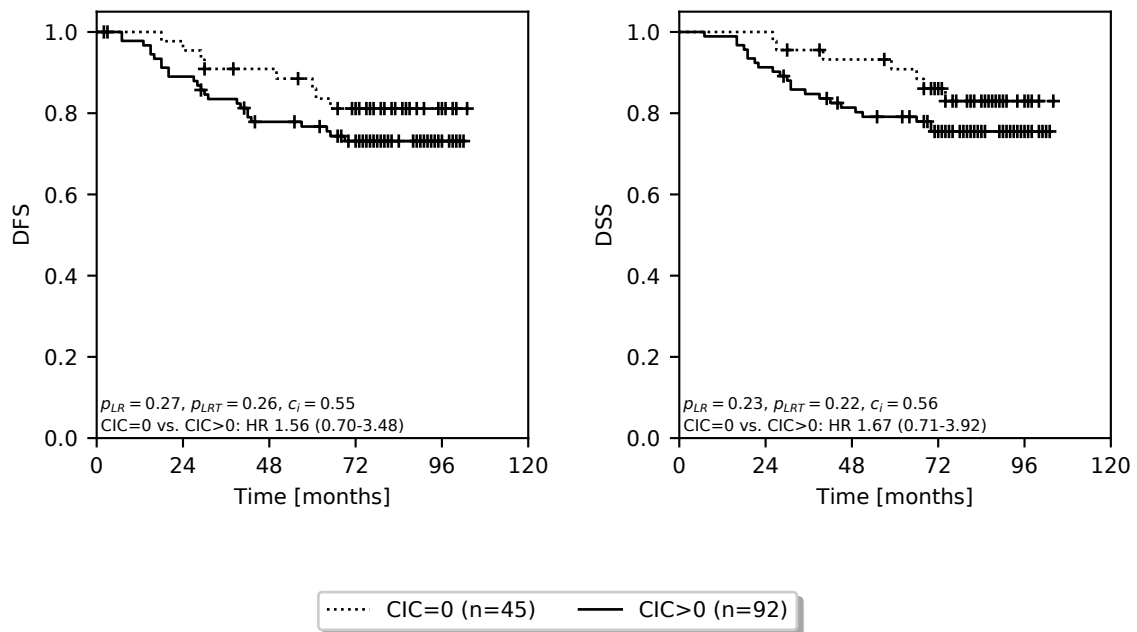 1.0
0.8
0.6
0.4
0.2
0.0
DFS
p_LR = 0.27, p_LRT = 0.26, c_i = 0.55
CIC=0 vs. CIC>0: HR 1.56 (0.70-3.48)
0 24 48 72 96 120
Time [months]
1.0
0.8
0.6
0.4
0.2
0.0
DSS
p_LR = 0.23, p_LRT = 0.22, c_i = 0.56
CIC=0 vs. CIC>0: HR 1.67 (0.71-3.92)
0 24 48 72 96 120
Time [months]
CIC=0 (n=45) CIC>0 (n=92)